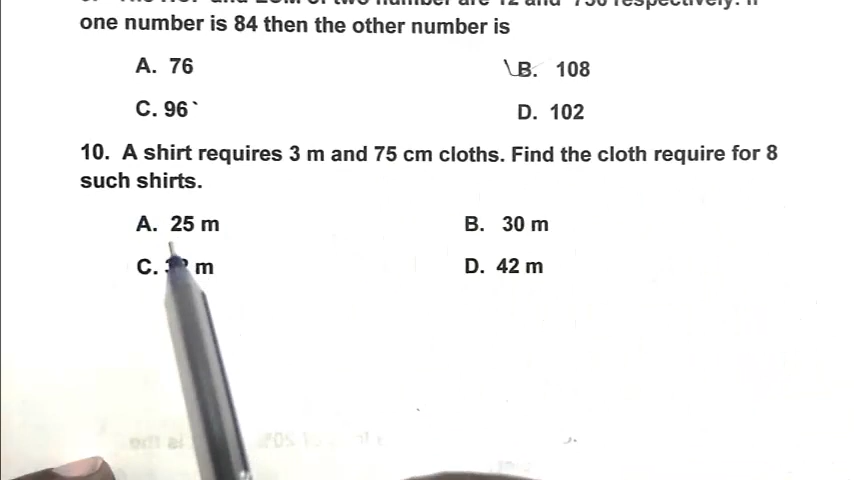 one number is 84 then the other number is
A. 76
B. 108
C. 96
D. 102
10. A shirt requires 3 m and 75 cm cloths. Find the cloth require for 8
such shirts.
A. 25 m
B. 30 m
C. m
D. 42 m